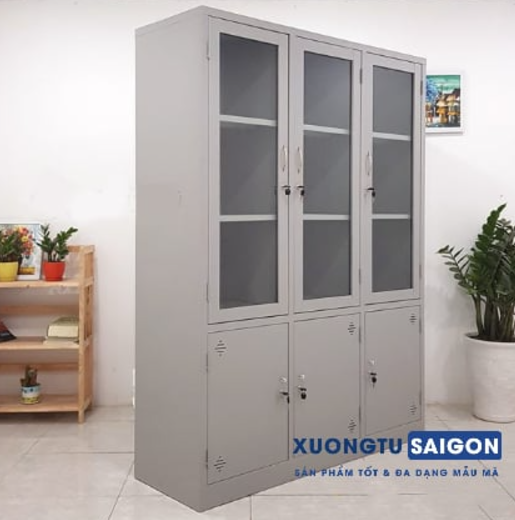 XUONGTU SAIGON
SẢN PHẨM TỐT & ĐA DẠNG MẪU MÃ